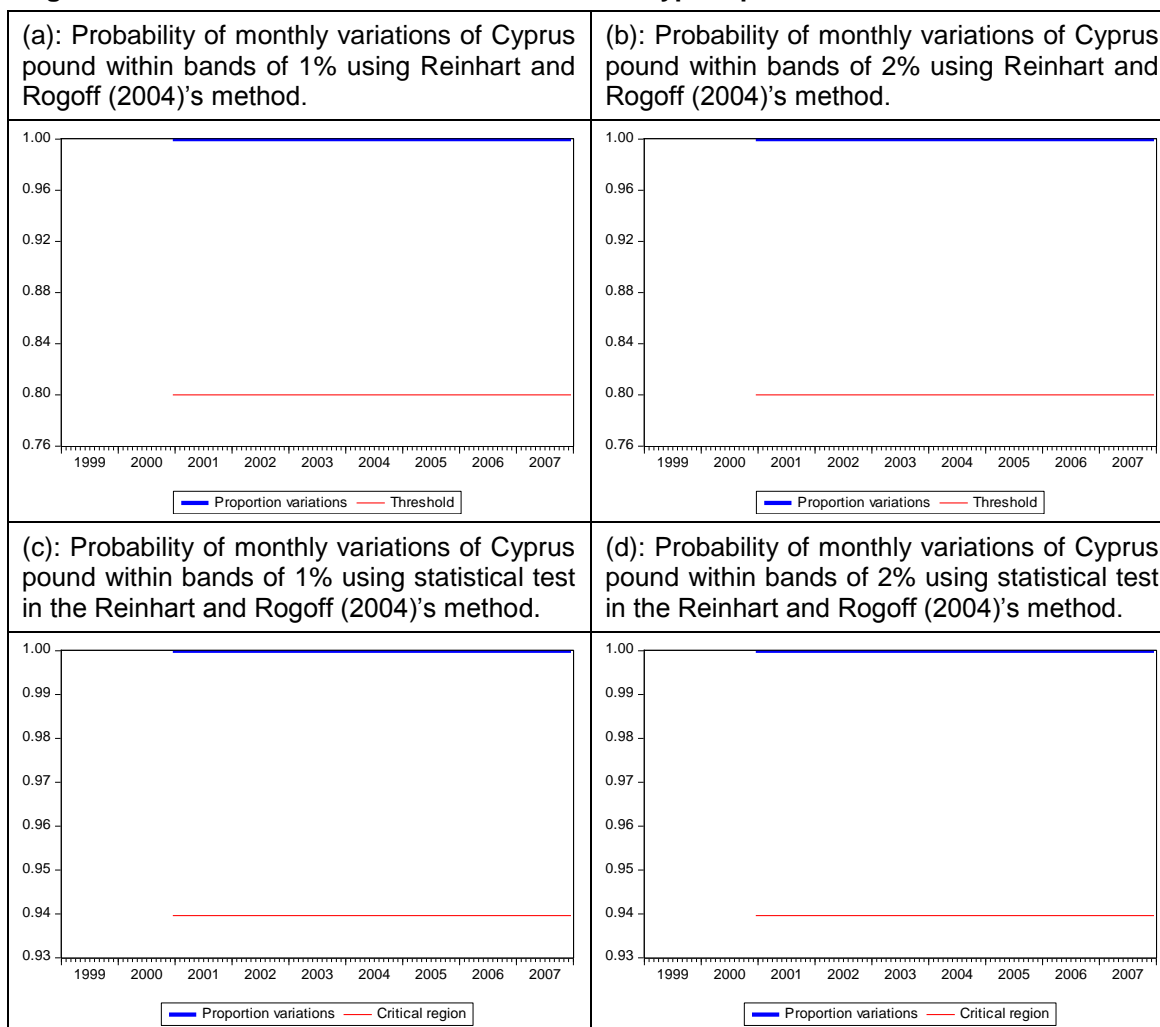 (a): Probability of monthly variations of Cyprus
pound within bands of 1% using Reinhart and
Rogoff (2004)'s method.
(b): Probability of monthly variations of Cyprus
pound within bands of 2% using Reinhart and
Rogoff (2004)'s method.
1.00
0.96
0.92
0.88
0.84
0.80
0.76
1999 2000 2001 2002 2003 2004 2005 2006 2007
Proportion variations Threshold
1.00
0.96
0.92
0.88
0.84
0.80
0.76
1999 2000 2001 2002 2003 2004 2005 2006 2007
Proportion variations Threshold
(c): Probability of monthly variations of Cyprus
pound within bands of 1% using statistical test
in the Reinhart and Rogoff (2004)'s method.
(d): Probability of monthly variations of Cyprus
pound within bands of 2% using statistical test
in the Reinhart and Rogoff (2004)'s method.
1.00
0.99
0.98
0.97
0.96
0.95
0.94
0.93
1999 2000 2001 2002 2003 2004 2005 2006 2007
Proportion variations Critical region
1.00
0.99
0.98
0.97
0.96
0.95
0.94
0.93
1999 2000 2001 2002 2003 2004 2005 2006 2007
Proportion variations Critical region